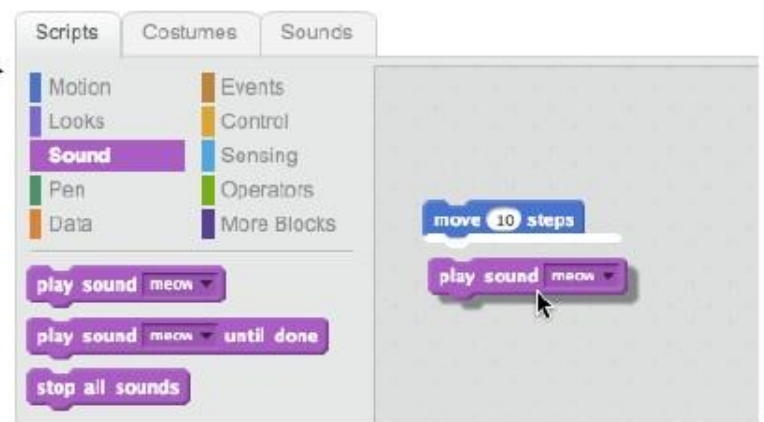 Scripts Costumes Sounds
Motion Events
Looks Control
Sound Sensing
Pen Operators
Data More Blocks
play sound meow
play sound meow until done
stop all sounds
move 10 steps
play sound meow